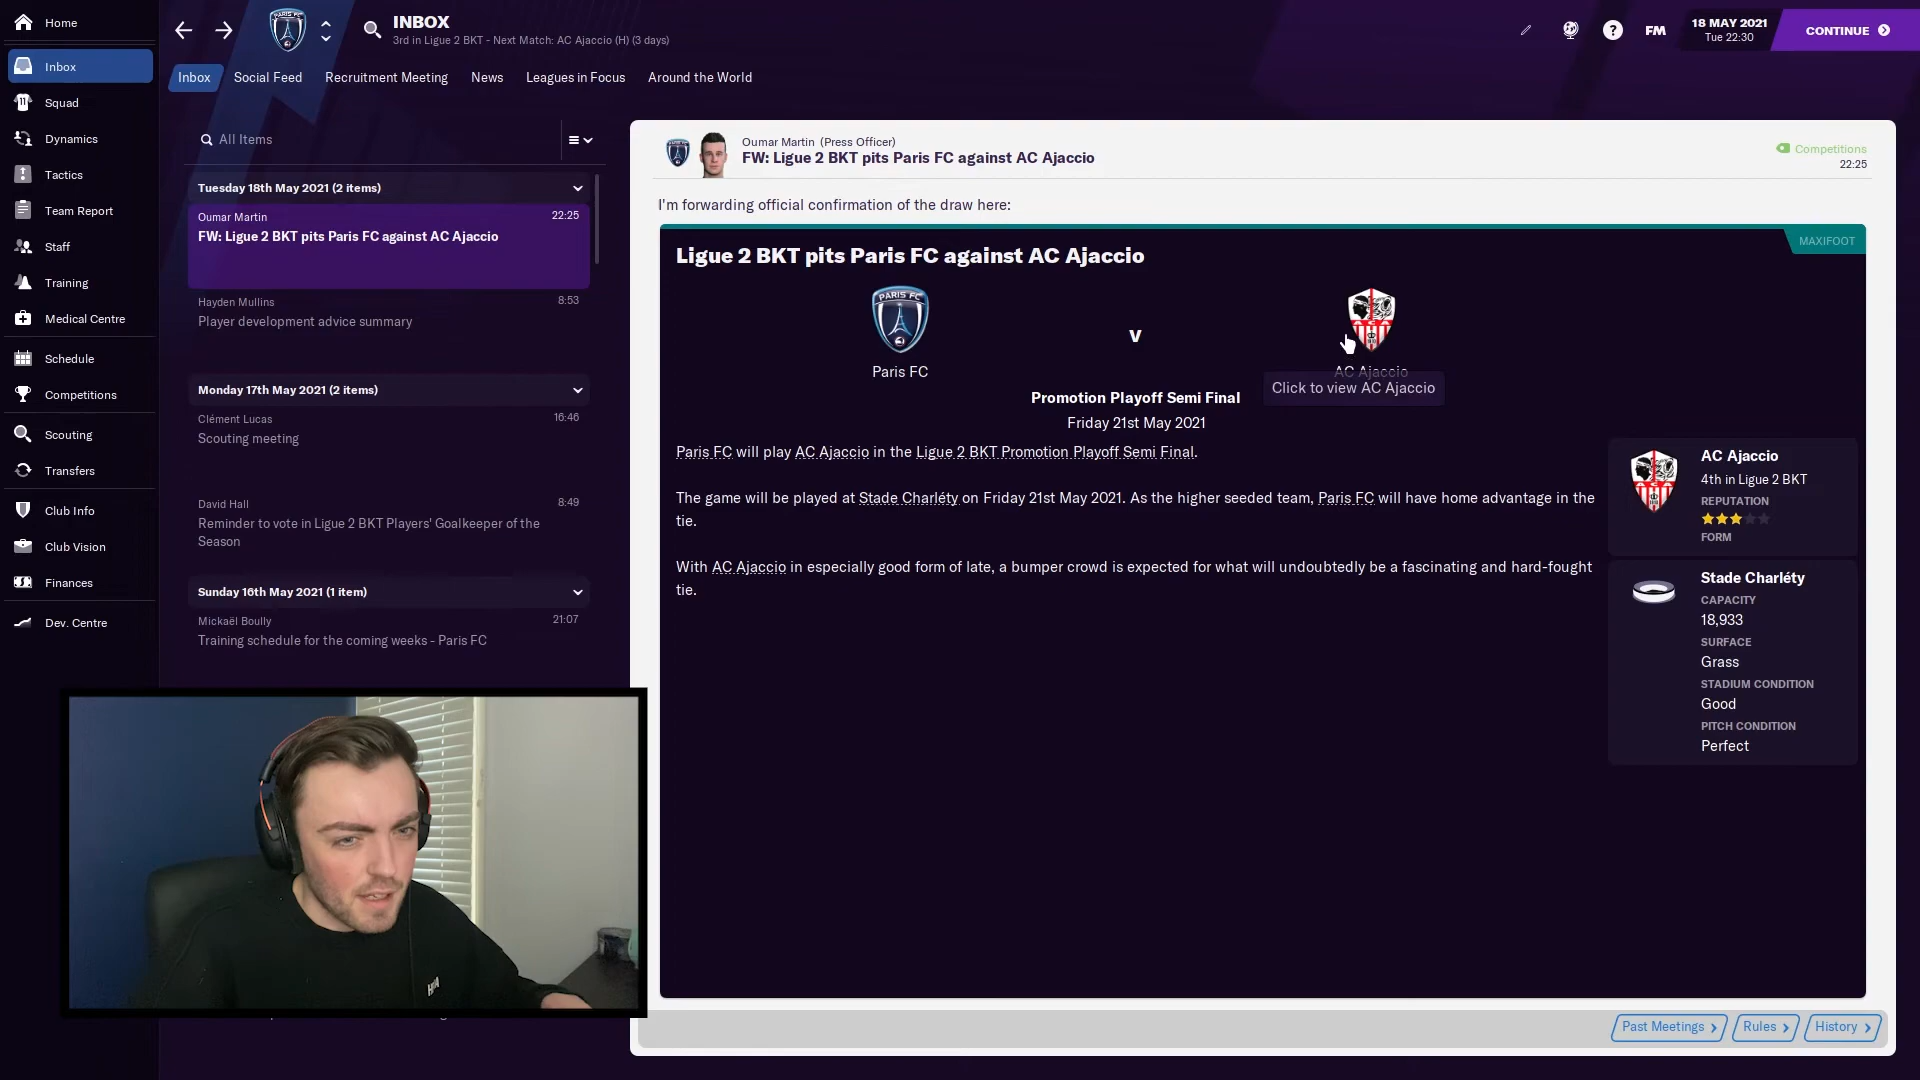 Home
Inbox
Squad
Dynamics
Tactics
Team Report
Staff
Training
Medical Centre
Schedule
Competitions
Scouting
Transfers
Club Info
Club Vision
Finances
Dev. Centre
INBOX
3rd in Ligue 2 BKT - Next Match: AC Ajaccio (H) (3 days)
FM
18 MAY 2021
Tue 22:30
CONTINUE
Inbox
Social Feed
Recruitment Meeting
News
Leagues in Focus
Around the World
All Items
Tuesday 18th May 2021 (2 items)
Oumar Martin 22:25
FW: Ligue 2 BKT pits Paris FC against AC Ajaccio
Hayden Mullins 8:53
Player development advice summary
Monday 17th May 2021 (2 items)
Clément Lucas 16:46
Scouting meeting
David Hall 8:49
Reminder to vote in Ligue 2 BKT Players' Goalkeeper of the
Season
Sunday 16th May 2021 (1 item)
Mickaël Boully 21:07
Training schedule for the coming weeks - Paris FC
Oumar Martin (Press Officer)
FW: Ligue 2 BKT pits Paris FC against AC Ajaccio
Competitions
22:25
I'm forwarding official confirmation of the draw here:
MAXIFOOT
Ligue 2 BKT pits Paris FC against AC Ajaccio
PARIS FC
v
Paris FC
AC Ajaccio
Click to view AC Ajaccio
Promotion Playoff Semi Final
Friday 21st May 2021
Paris FC will play AC Ajaccio in the Ligue 2 BKT Promotion Playoff Semi Final.
The game will be played at Stade Charléty on Friday 21st May 2021. As the higher seeded team, Paris FC will have home advantage in the
tie.
With AC Ajaccio in especially good form of late, a bumper crowd is expected for what will undoubtedly be a fascinating and hard-fought
tie.
AC Ajaccio
4th in Ligue 2 BKT
REPUTATION
FORM
Stade Charléty
CAPACITY
18,933
SURFACE
Grass
STADIUM CONDITION
Good
PITCH CONDITION
Perfect
Past Meetings
Rules
History